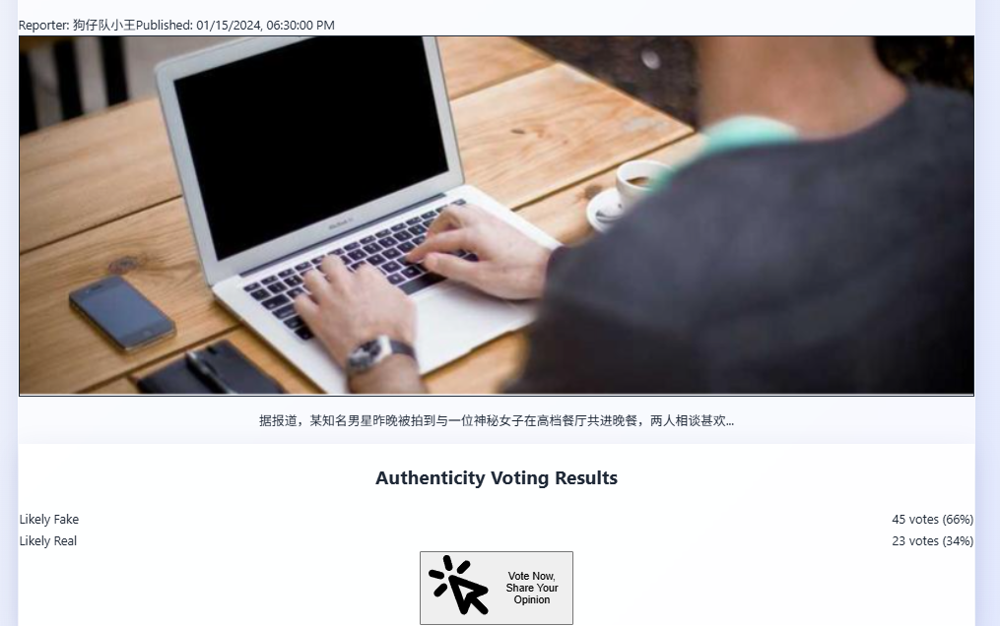 Reporter: 狗仔队小王Published: 01/15/2024, 06:30:00 PM
据报道，某知名男星昨晚被拍到与一位神秘女子在高档餐厅共进晚餐，两人相谈甚欢...
Authenticity Voting Results
Likely Fake 45 votes (66%)
Likely Real 23 votes (34%)
Vote Now,
Share Your
Opinion